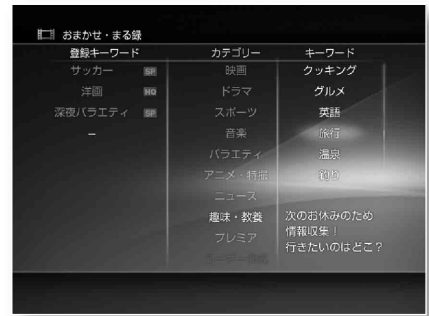 おまかせ・まる録
登録キーワード カテゴリー キーワード
サッカー SP 映画 クッキング
洋画 HQ ドラマ グルメ
深夜バラエティ SP スポーツ 英語
– 音楽 旅行
バラエティ 温泉
アニメ・特撮 釣り
ニュース
趣味・教養 次のお休みのため
プレミア 情報収集！
行きたいのはどこ？